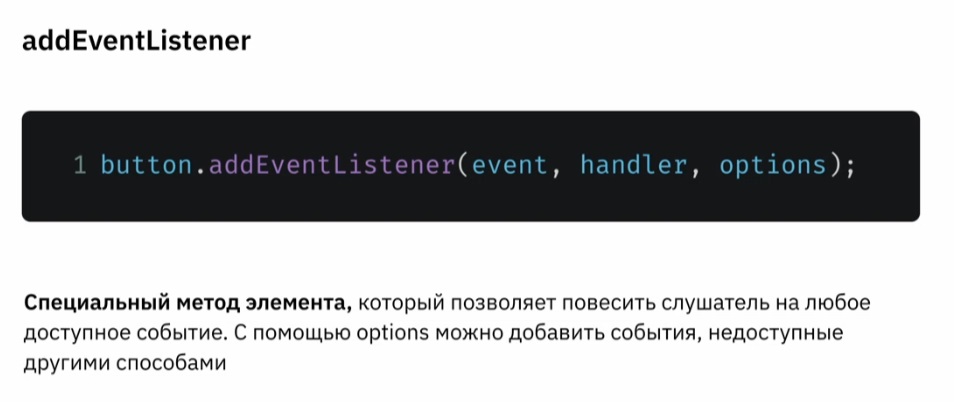 addEventListener
1 button.addEventListener(event, handler, options);
Специальный метод элемента, который позволяет повесить слушатель на любое
доступное событие. С помощью options можно добавить события, недоступные
другими способами